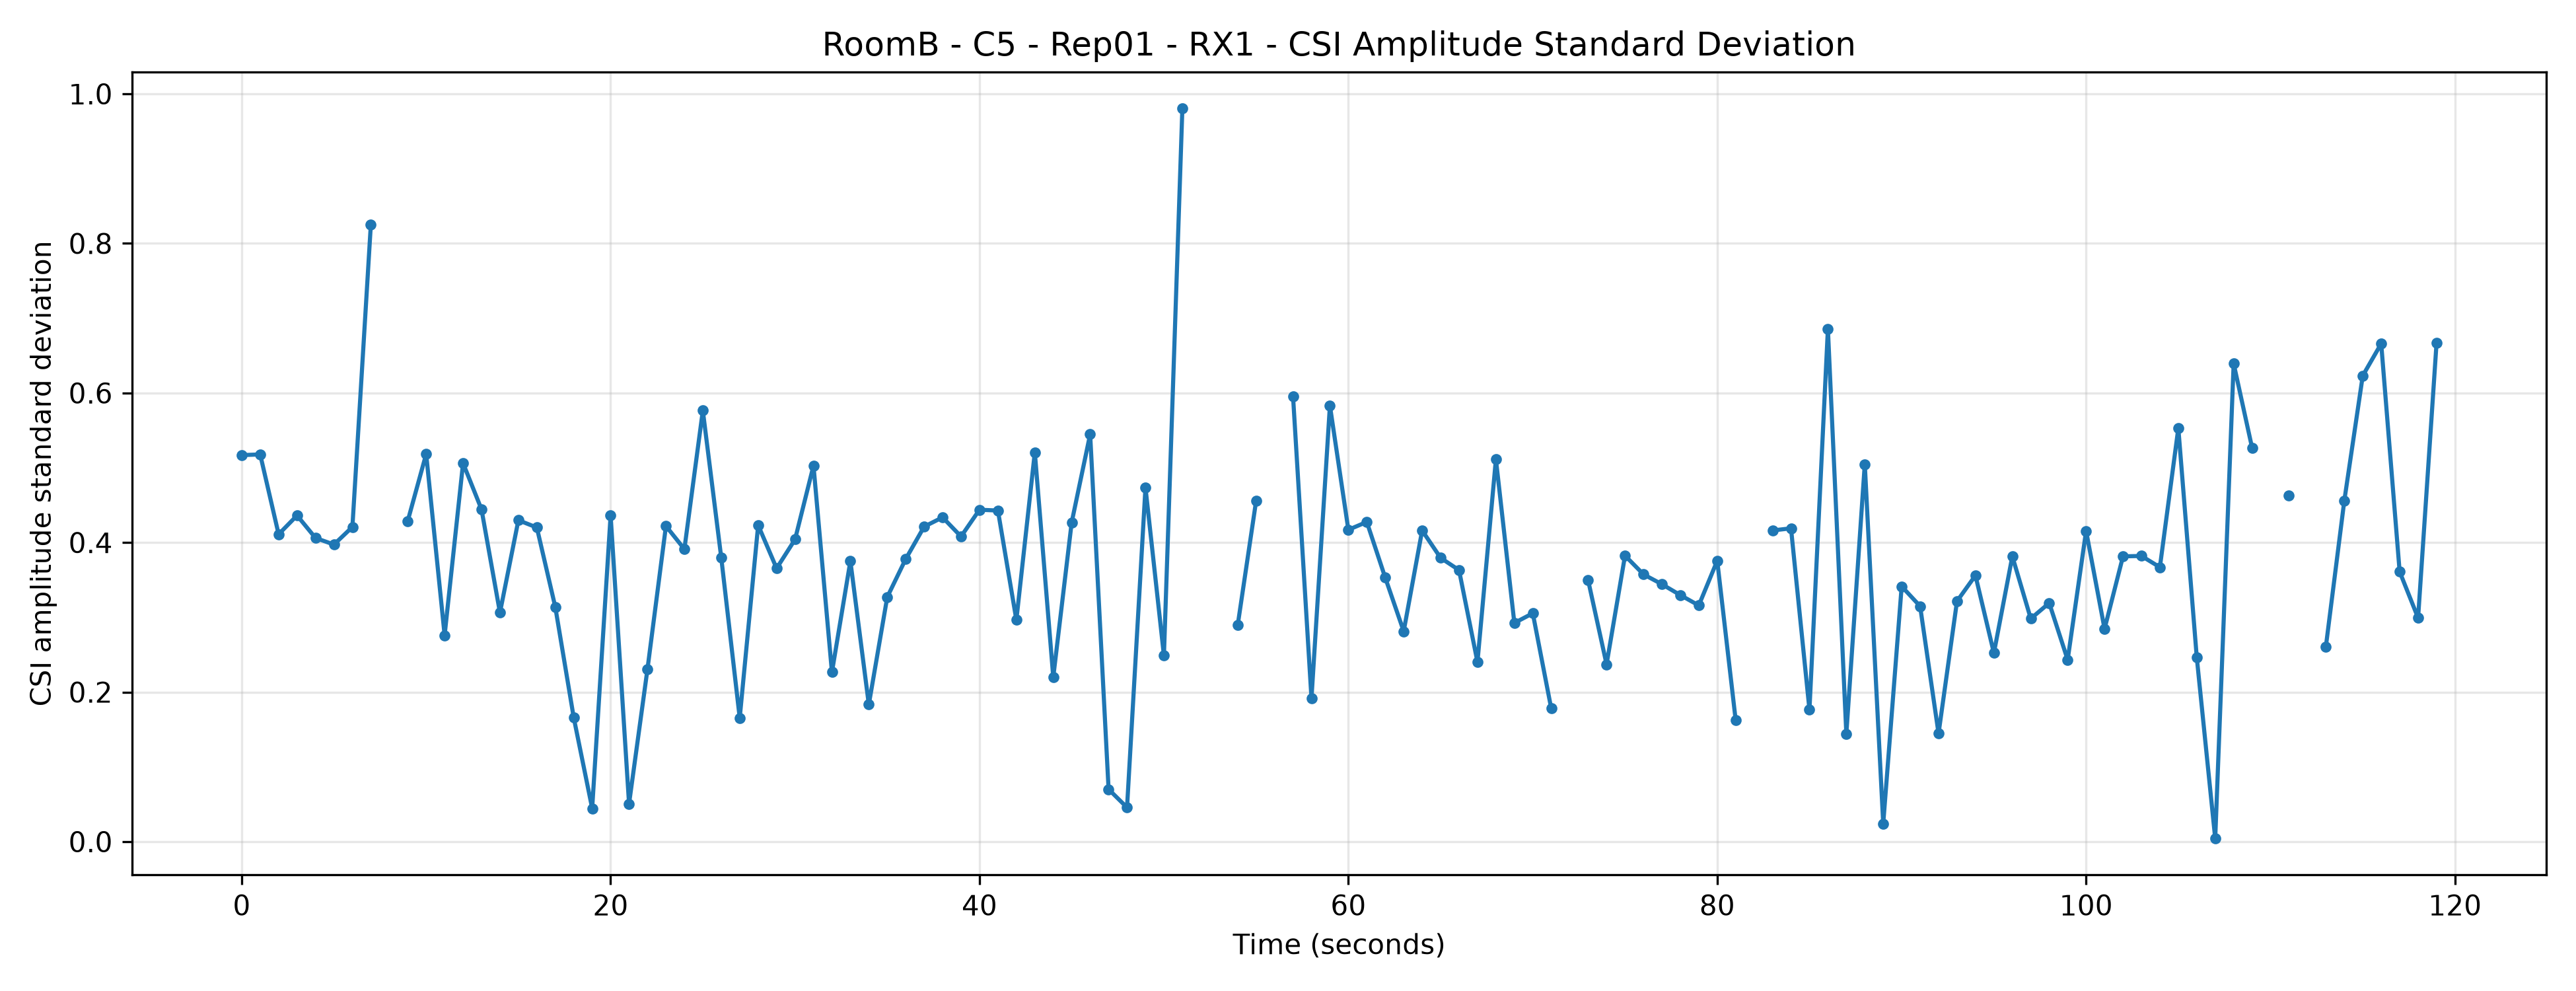 RoomB - C5 - Rep01 - RX1 - CSI Amplitude Standard Deviation
CSI amplitude standard deviation
1.0
0.8
0.6
0.4
0.2
0.0
0 20 40 60 80 100 120
Time (seconds)